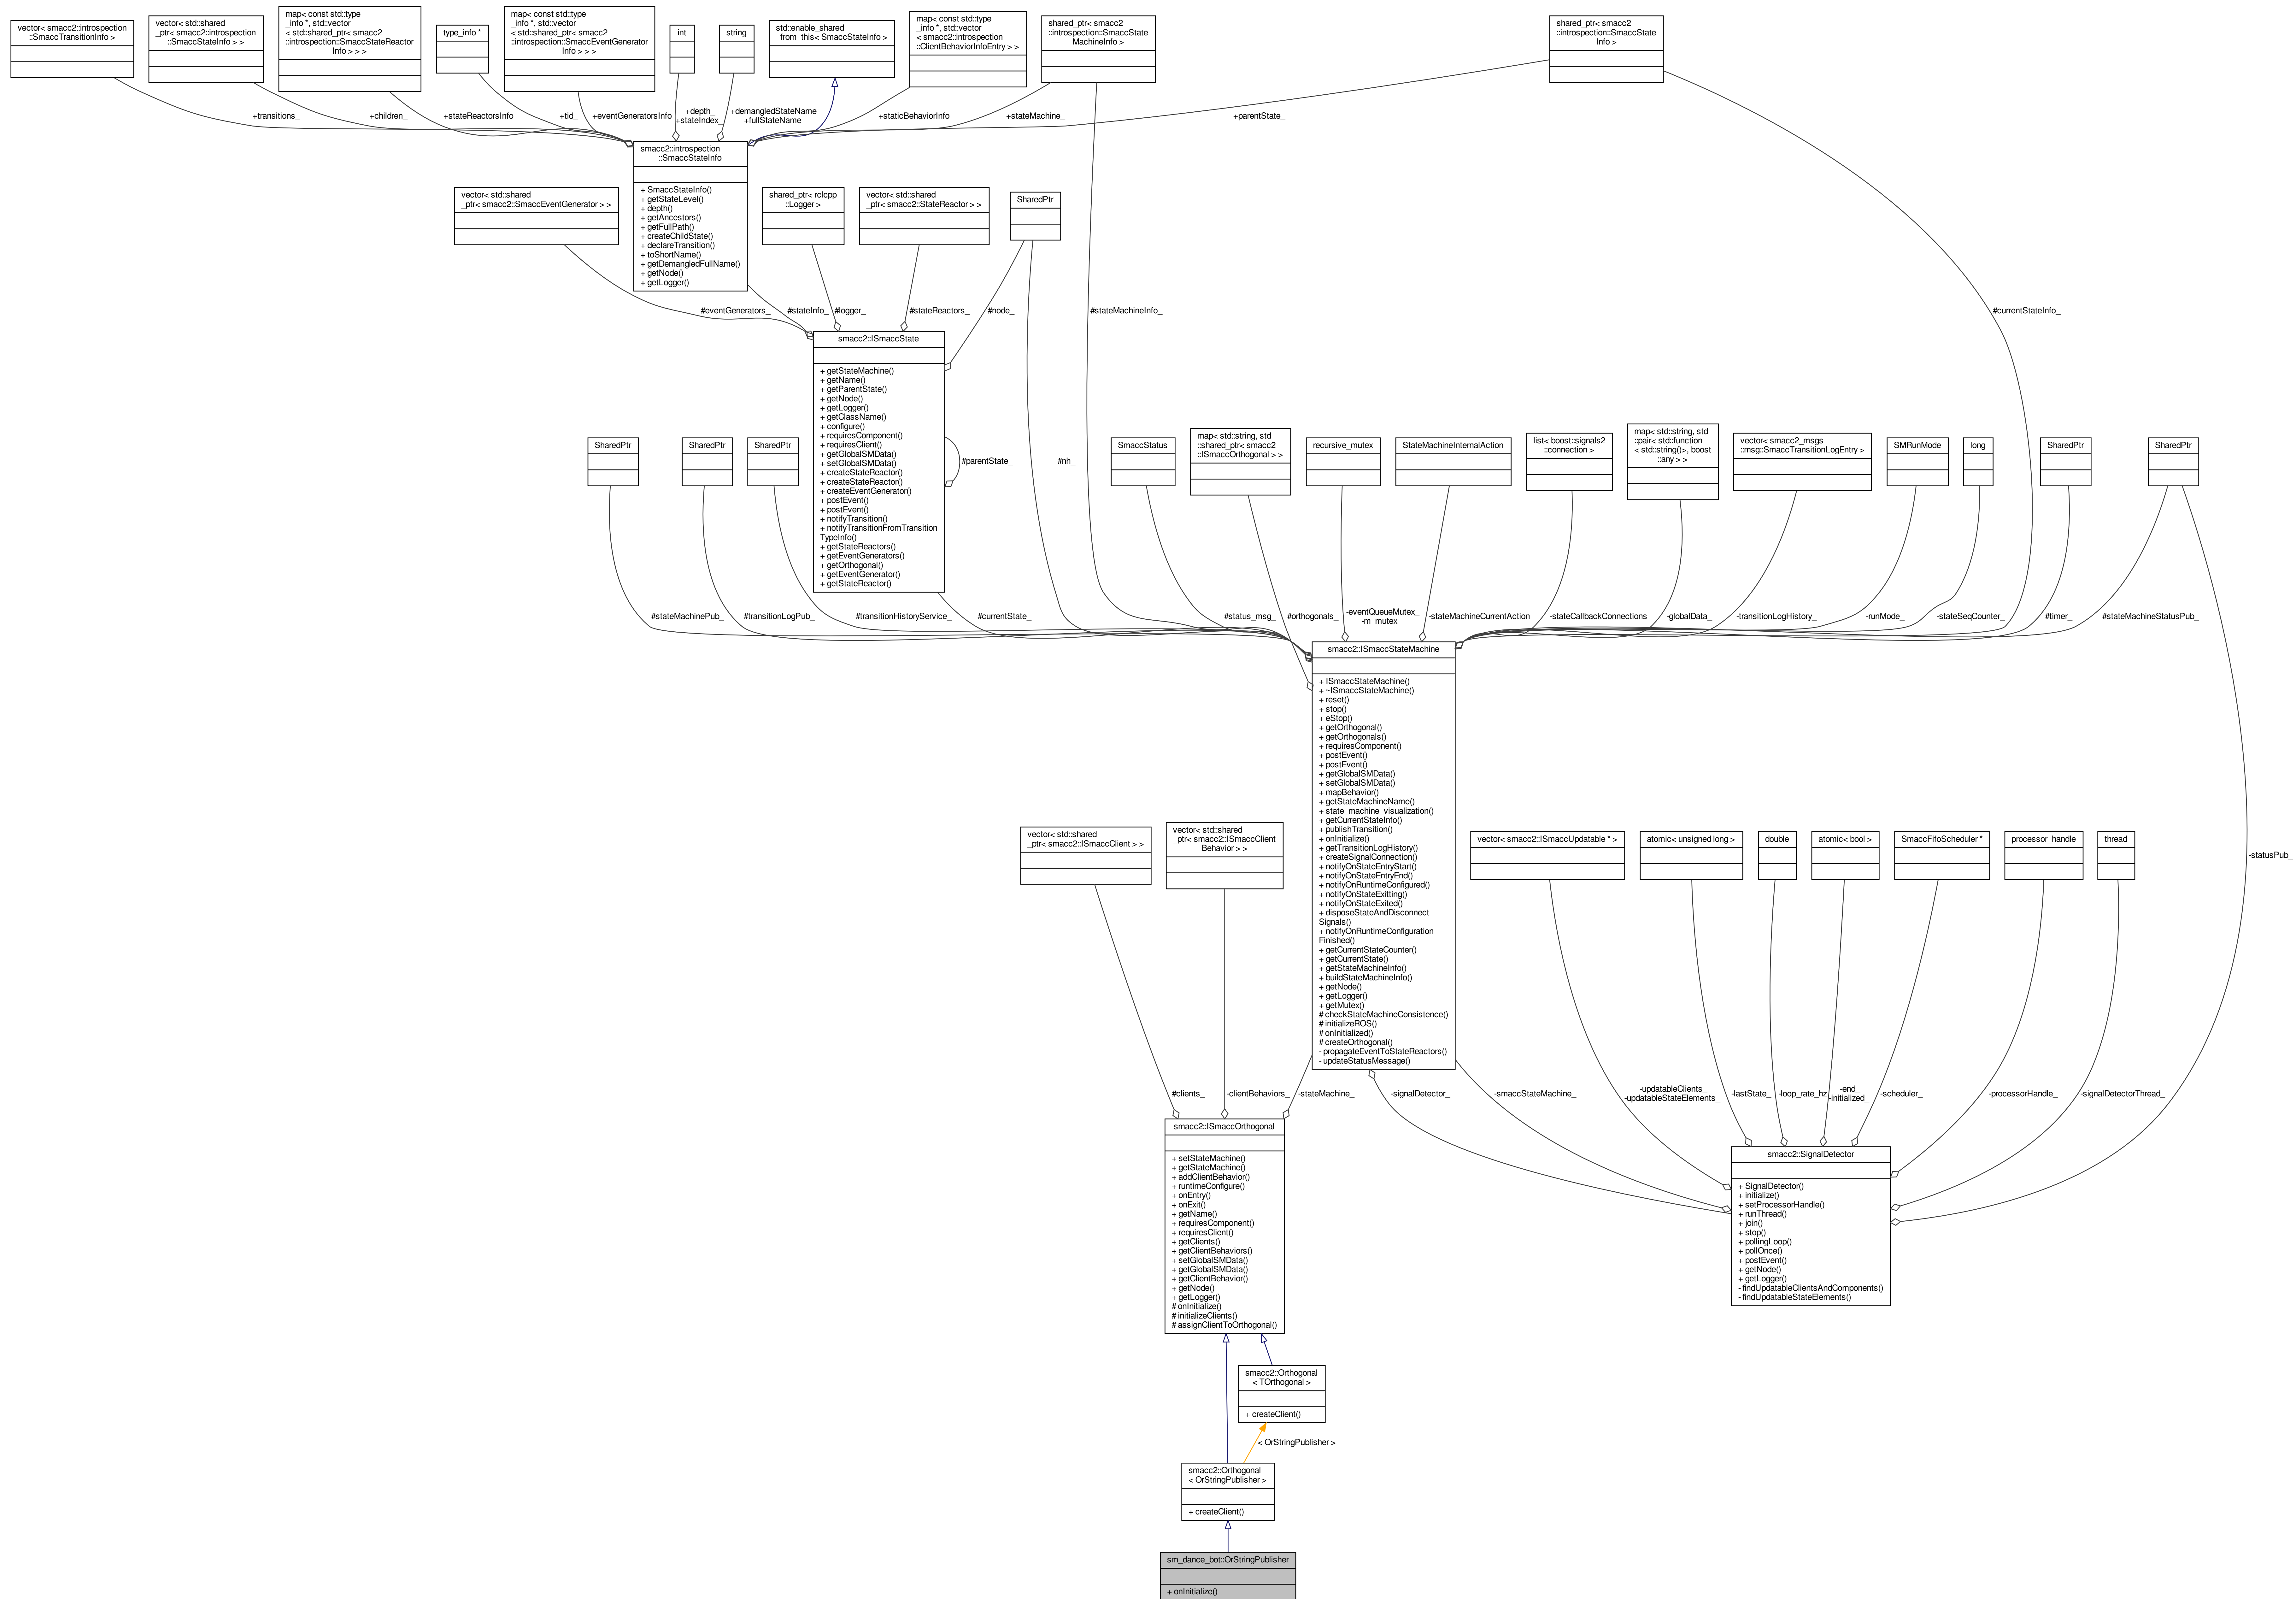 vector< smacc2::introspection
::SmaccTransitionInfo >
vector< std::shared
_ptr< smacc2::introspection
::SmaccStateInfo > >
map< const std::type
_info *, std::vector
< std::shared_ptr< smacc2
::introspection::SmaccStateReactor
Info > > >
type_info *
map< const std::type
_info *, std::vector
< std::shared_ptr< smacc2
::introspection::SmaccEventGenerator
Info > > >
int
string
std::enable_shared
_from_this< SmaccStateInfo >
map< const std::type
_info *, std::vector
< smacc2::introspection
::ClientBehaviorInfoEntry > >
shared_ptr< smacc2
::introspection::SmaccState
MachineInfo >
shared_ptr< smacc2
::introspection::SmaccState
Info >
+transitions_
+children_
+stateReactorsInfo
+tid_
+eventGeneratorsInfo
+depth_
+stateIndex_
+demangledStateName
+fullStateName
+staticBehaviorInfo
+stateMachine_
+parentState_
smacc2::introspection
::SmaccStateInfo
+ SmaccStateInfo()
+ getStateLevel()
+ depth()
+ getAncestors()
+ getFullPath()
+ createChildState()
+ declareTransition()
+ toShortName()
+ getDemangledFullName()
+ getNode()
+ getLogger()
vector< std::shared
_ptr< smacc2::SmaccEventGenerator > >
shared_ptr< rclcpp
::Logger >
vector< std::shared
_ptr< smacc2::StateReactor > >
SharedPtr
#eventGenerators_
#stateInfo_
#logger_
#stateReactors_
#node_
#stateMachineInfo_
#currentStateInfo_
smacc2::ISmaccState
+ getStateMachine()
+ getName()
+ getParentState()
+ getNode()
+ getLogger()
+ getClassName()
+ configure()
+ requiresComponent()
+ requiresClient()
+ getGlobalSMData()
+ setGlobalSMData()
+ createStateReactor()
+ createStateReactor()
+ createEventGenerator()
+ postEvent()
+ postEvent()
+ notifyTransition()
+ notifyTransitionFromTransition
TypeInfo()
+ getStateReactors()
+ getEventGenerators()
+ getOrthogonal()
+ getEventGenerator()
+ getStateReactor()
#parentState_
#nh_
SharedPtr
SharedPtr
SharedPtr
SmaccStatus
map< std::string, std
::shared_ptr< smacc2
::ISmaccOrthogonal > >
recursive_mutex
StateMachineInternalAction
list< boost::signals2
::connection >
map< std::string, std
::pair< std::function
< std::string()>, boost
::any > >
vector< smacc2_msgs
::msg::SmaccTransitionLogEntry >
SMRunMode
long
SharedPtr
SharedPtr
#stateMachinePub_
#transitionLogPub_
#transitionHistoryService_
#currentState_
#status_msg_
#orthogonals_
-eventQueueMutex_
-m_mutex_
-stateMachineCurrentAction
-stateCallbackConnections
-globalData_
-transitionLogHistory_
-runMode_
-stateSeqCounter_
#timer_
#stateMachineStatusPub_
smacc2::ISmaccStateMachine
+ ISmaccStateMachine()
+ ~ISmaccStateMachine()
+ reset()
+ stop()
+ eStop()
+ getOrthogonal()
+ getOrthogonals()
+ requiresComponent()
+ postEvent()
+ postEvent()
+ getGlobalSMData()
+ setGlobalSMData()
+ mapBehavior()
+ getStateMachineName()
+ state_machine_visualization()
+ getCurrentStateInfo()
+ publishTransition()
+ onInitialize()
+ getTransitionLogHistory()
+ createSignalConnection()
+ notifyOnStateEntryStart()
+ notifyOnStateEntryEnd()
+ notifyOnRuntimeConfigured()
+ notifyOnStateExitting()
+ notifyOnStateExited()
+ disposeStateAndDisconnect
Signals()
+ notifyOnRuntimeConfiguration
Finished()
+ getCurrentStateCounter()
+ getCurrentState()
+ getStateMachineInfo()
+ buildStateMachineInfo()
+ getNode()
+ getLogger()
+ getMutex()
# checkStateMachineConsistence()
# initializeROS()
# onInitialized()
# createOrthogonal()
- propagateEventToStateReactors()
- updateStatusMessage()
vector< std::shared
_ptr< smacc2::ISmaccClient > >
vector< std::shared
_ptr< smacc2::ISmaccClient
Behavior > >
vector< smacc2::ISmaccUpdatable * >
atomic< unsigned long >
double
atomic< bool >
SmaccFifoScheduler *
processor_handle
thread
-statusPub_
#clients_
-clientBehaviors_
-stateMachine_
-signalDetector_
-smaccStateMachine_
-updatableClients_
-updatableStateElements_
-lastState_
-loop_rate_hz
-end_
-initialized_
-scheduler_
-processorHandle_
-signalDetectorThread_
smacc2::ISmaccOrthogonal
+ setStateMachine()
+ getStateMachine()
+ addClientBehavior()
+ runtimeConfigure()
+ onEntry()
+ onExit()
+ getName()
+ requiresComponent()
+ requiresClient()
+ getClients()
+ getClientBehaviors()
+ setGlobalSMData()
+ getGlobalSMData()
+ getClientBehavior()
+ getNode()
+ getLogger()
# onInitialize()
# initializeClients()
# assignClientToOrthogonal()
smacc2::SignalDetector
+ SignalDetector()
+ initialize()
+ setProcessorHandle()
+ runThread()
+ join()
+ stop()
+ pollingLoop()
+ pollOnce()
+ postEvent()
+ getNode()
+ getLogger()
- findUpdatableClientsAndComponents()
- findUpdatableStateElements()
smacc2::Orthogonal
< TOrthogonal >
+ createClient()
< OrStringPublisher >
smacc2::Orthogonal
< OrStringPublisher >
+ createClient()
sm_dance_bot::OrStringPublisher
+ onInitialize()